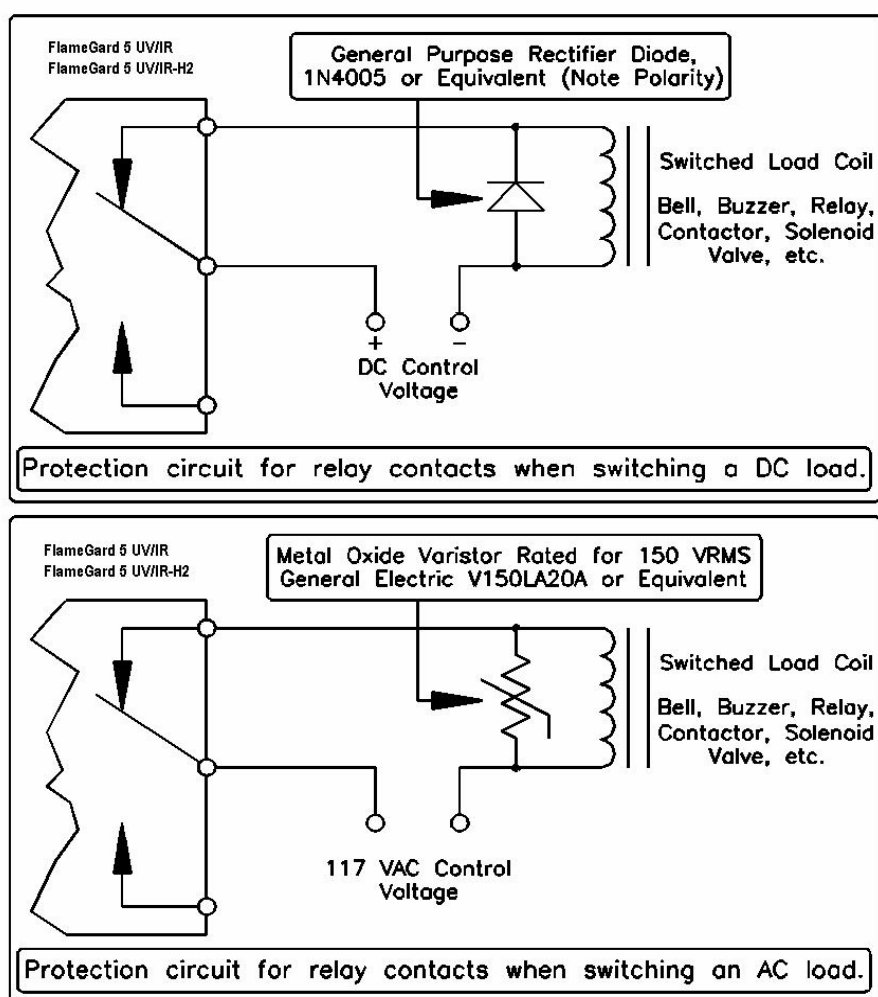 FlameGard 5 UV/IR
FlameGard 5 UV/IR-H2
General Purpose Rectifier Diode,
1N4005 or Equivalent (Note Polarity)
Switched Load Coil
Bell, Buzzer, Relay,
Contactor, Solenoid
Valve, etc.
+ −
DC Control
Voltage
Protection circuit for relay contacts when switching a DC load.
FlameGard 5 UV/IR
FlameGard 5 UV/IR-H2
Metal Oxide Varistor Rated for 150 VRMS
General Electric V150LA20A or Equivalent
Switched Load Coil
Bell, Buzzer, Relay,
Contactor, Solenoid
Valve, etc.
117 VAC Control
Voltage
Protection circuit for relay contacts when switching an AC load.